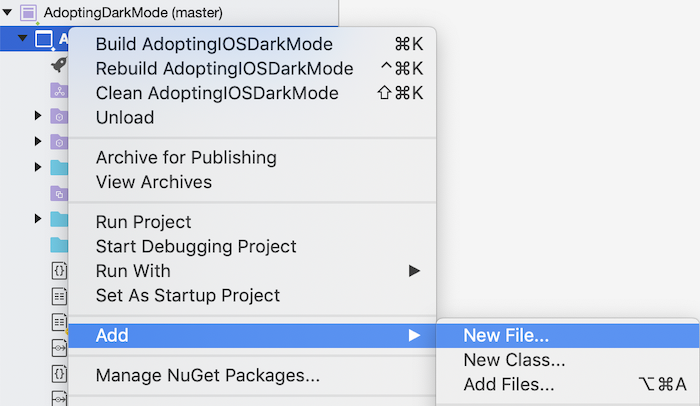 AdoptingDarkMode (master)
A
Build AdoptingIOSDarkMode ⌘K
Rebuild AdoptingIOSDarkMode ^⌘K
Clean AdoptingIOSDarkMode ⇧⌘K
Unload
Archive for Publishing
View Archives
Run Project
Start Debugging Project
Run With
Set As Startup Project
Add
New File...
New Class...
Manage NuGet Packages...
Add Files... ⌥⌘A